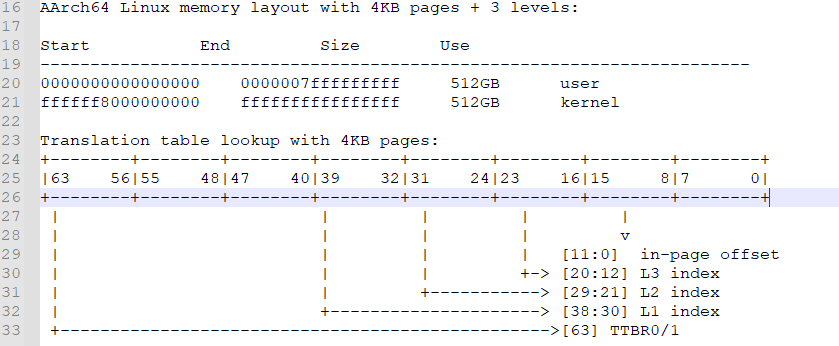 16 AArch64 Linux memory layout with 4KB pages + 3 levels:
17
18 Start           End         Size        Use
19 -----------------------------------------------------------------------
20 0000000000000000    0000007fffffffff     512GB      user
21 ffffff8000000000    ffffffffffffffff     512GB      kernel
22
23 Translation table lookup with 4KB pages:
24 +--------+--------+--------+--------+--------+--------+--------+--------+
25 |63    56|55    48|47    40|39    32|31    24|23    16|15     8|7      0|
26 +--------+--------+--------+--------+--------+--------+--------+--------+
27  |                          |         |         |         |
28  |                          |         |         |         v
29  |                          |         |         |   [11:0]  in-page offset
30  |                          |         |         +-> [20:12] L3 index
31  |                          |         +-----------> [29:21] L2 index
32  |                          +---------------------> [38:30] L1 index
33  +------------------------------------------------->[63] TTBR0/1